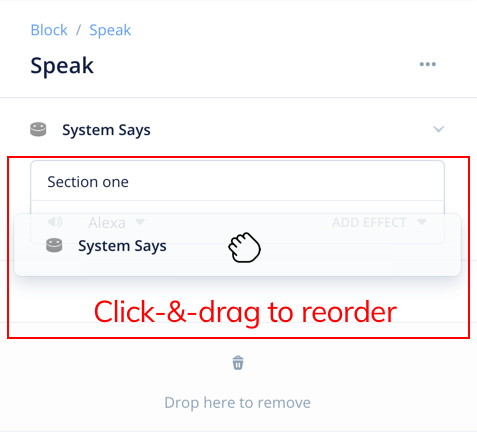 Block / Speak
Speak
System Says
Section one
Alexa ADD EFFECT
System Says
Click-&-drag to reorder
Drop here to remove